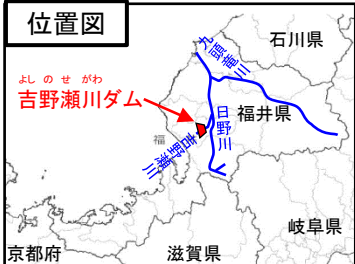 位置図
石川県
九頭竜川
よしのせがわ
吉野瀬川ダム
日野川
福井県
福
吉野瀬川
岐阜県
京都府
滋賀県